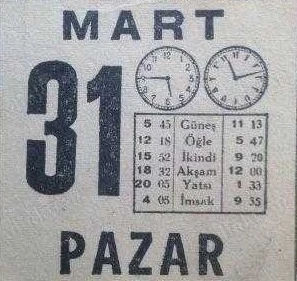 MART
31
5 45 Güneş 11 13
12 18 Öğle 5 47
15 52 İkindi 9 20
18 32 Akşam 12 00
20 05 Yatsı 1 33
4 05 İmsak 9 35
PAZAR